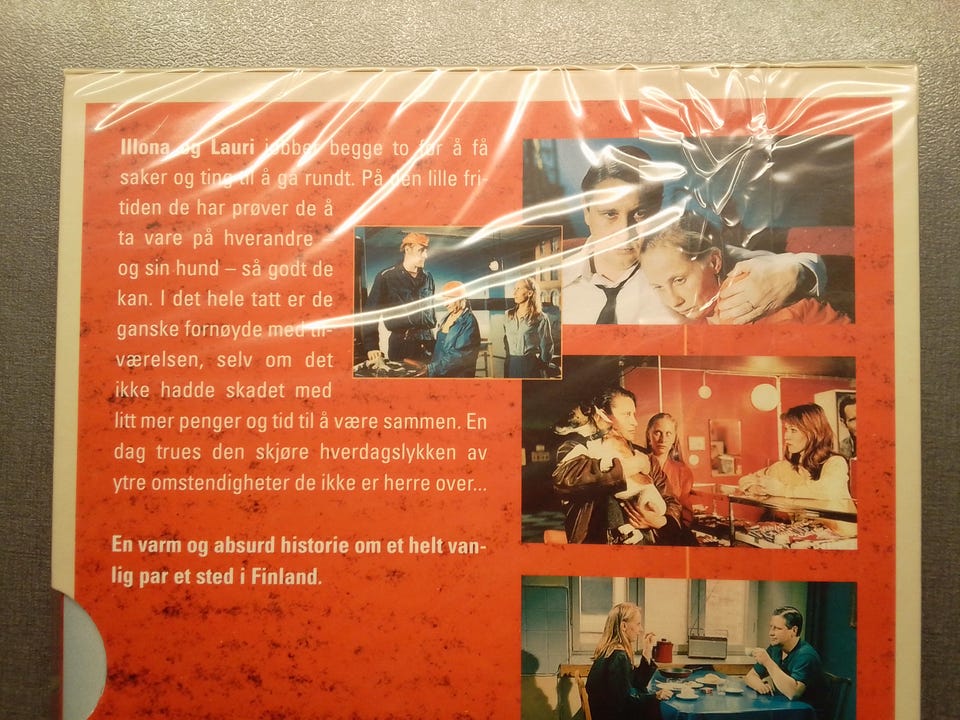 Illona og Lauri jobber begge to for å få
saker og ting til å gå rundt. På den lille fri-
tiden de har prøver de å
ta vare på hverandre –
og sin hund – så godt de
kan. I det hele tatt er de
ganske fornøyde med til-
værelsen, selv om det
ikke hadde skadet med
litt mer penger og tid til å være sammen. En
dag trues den skjøre hverdagslykken av
ytre omstendigheter de ikke er herre over...
En varm og absurd historie om et helt van-
lig par et sted i Finland.